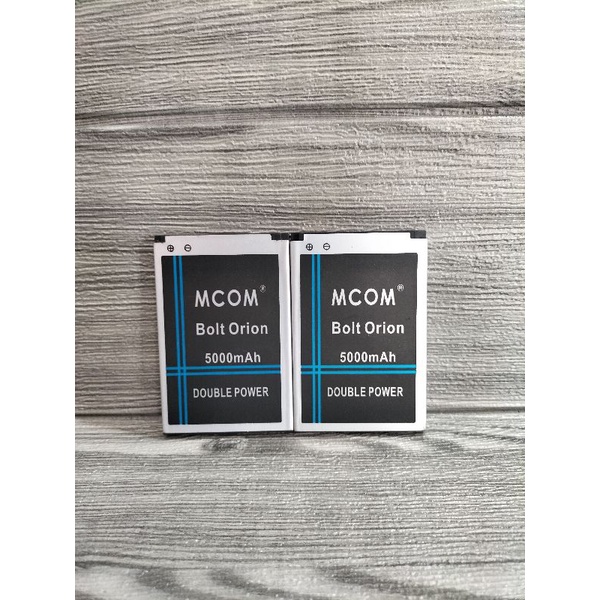 ⊕ ⊖
MCOM®
Bolt Orion
5000mAh
DOUBLE POWER
⊕ ⊖
MCOM®
Bolt Orion
5000mAh
DOUBLE POWER